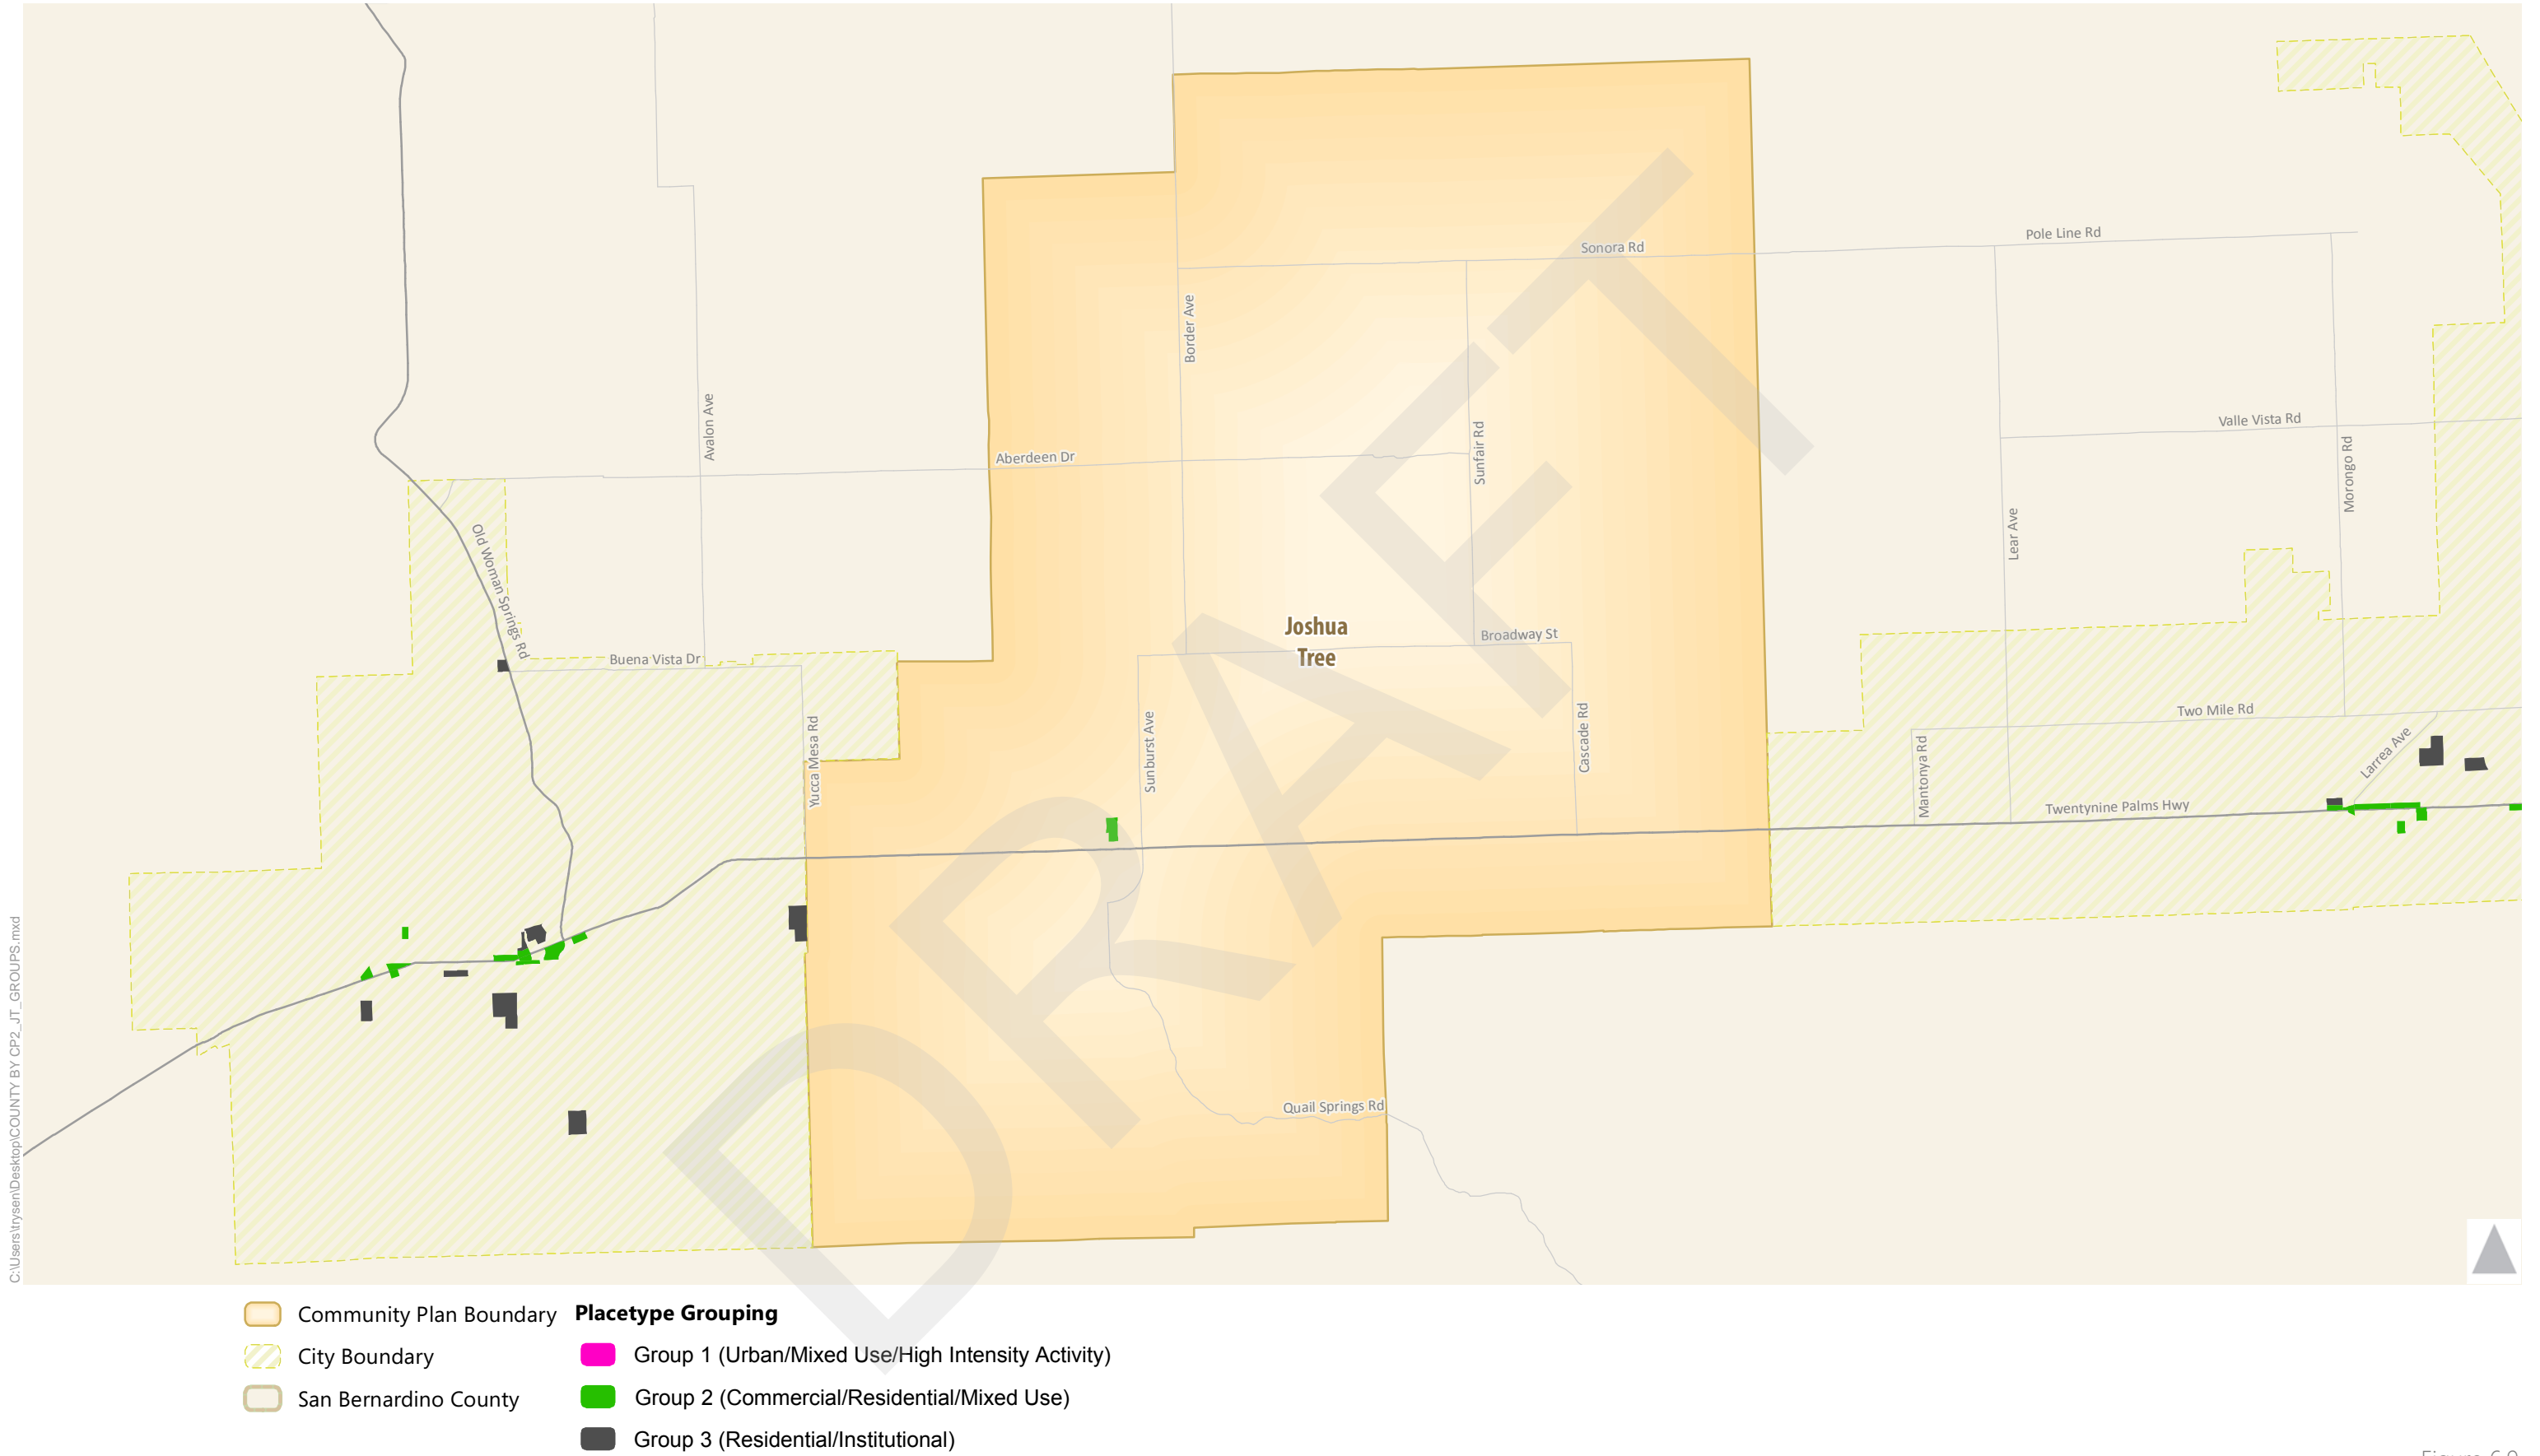 Pole Line Rd
Sonora Rd
Border Ave
Avalon Ave
Valle Vista Rd
Aberdeen Dr
Sunfair Rd
Morongo Rd
Lear Ave
Old Woman Springs Rd
Joshua
Tree
Broadway St
Buena Vista Dr
Two Mile Rd
Yucca Mesa Rd
Sunburst Ave
Cascade Rd
Mantonya Rd
Larrea Ave
Twentynine Palms Hwy
Quail Springs Rd
DRAFT
C:\Users\trysen\Desktop\COUNTY BY CP2_JT_GROUPS.mxd
Community Plan Boundary
City Boundary
San Bernardino County
Placetype Grouping
Group 1 (Urban/Mixed Use/High Intensity Activity)
Group 2 (Commercial/Residential/Mixed Use)
Group 3 (Residential/Institutional)
Figure